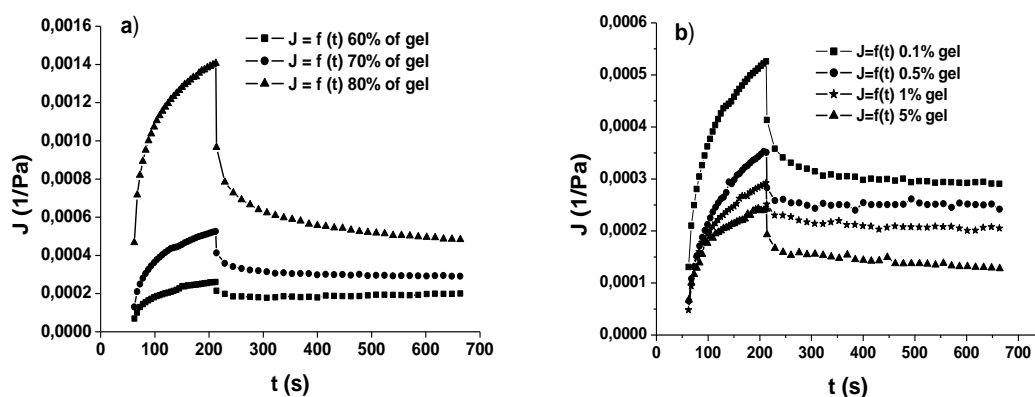 a)
J = f (t) 60% of gel
J = f (t) 70% of gel
J = f (t) 80% of gel
J (1/Pa)
0,0016
0,0014
0,0012
0,0010
0,0008
0,0006
0,0004
0,0002
0,0000
0 100 200 300 400 500 600 700
t (s)
b)
J=f(t) 0.1% gel
J=f(t) 0.5% gel
J=f(t) 1% gel
J=f(t) 5% gel
J (1/Pa)
0,0006
0,0005
0,0004
0,0003
0,0002
0,0001
0,0000
0 100 200 300 400 500 600 700
t (s)